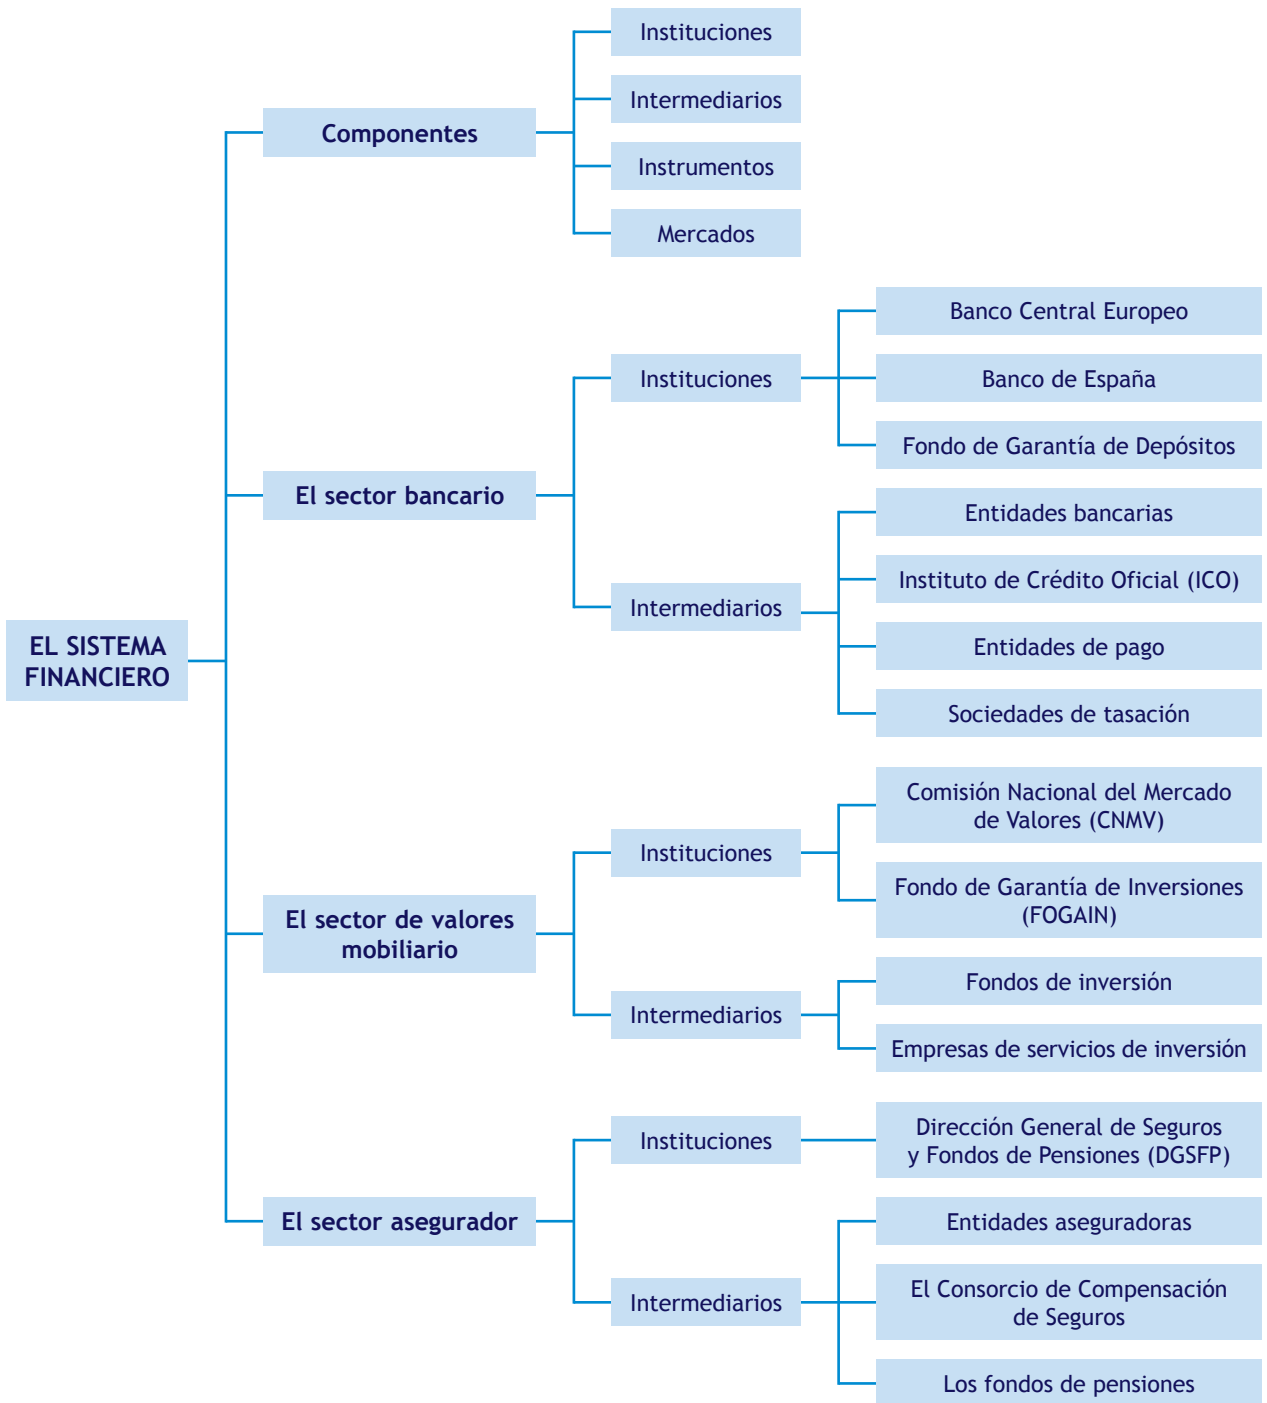 Instituciones
Intermediarios
Componentes
Instrumentos
Mercados
Banco Central Europeo
Instituciones
Banco de España
Fondo de Garantía de Depósitos
El sector bancario
Entidades bancarias
Instituto de Crédito Oficial (ICO)
Intermediarios
Entidades de pago
Sociedades de tasación
EL SISTEMA
FINANCIERO
Comisión Nacional del Mercado
de Valores (CNMV)
Instituciones
Fondo de Garantía de Inversiones
(FOGAIN)
El sector de valores
mobiliario
Fondos de inversión
Intermediarios
Empresas de servicios de inversión
Dirección General de Seguros
y Fondos de Pensiones (DGSFP)
Instituciones
El sector asegurador
Entidades aseguradoras
Intermediarios
El Consorcio de Compensación
de Seguros
Los fondos de pensiones